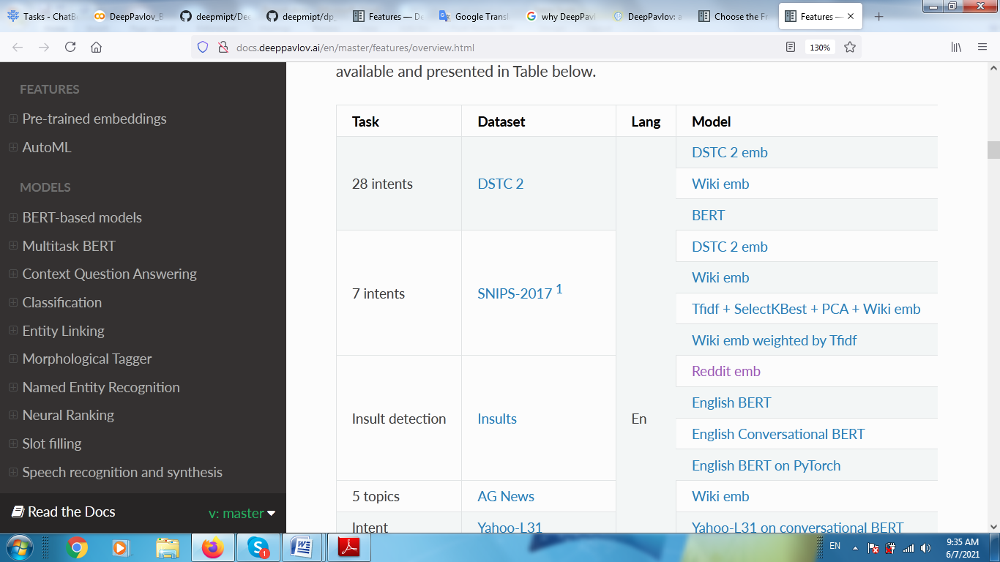 Tasks - ChatB
DeepPavlov_B
deepmipt/Dee
deepmipt/dp_
Features — De
Google Transl
why DeepPavl
DeepPavlov: a
Choose the Fr
Features —
docs.deeppavlov.ai/en/master/features/overview.html
130%
FEATURES
Pre-trained embeddings
AutoML
MODELS
BERT-based models
Multitask BERT
Context Question Answering
Classification
Entity Linking
Morphological Tagger
Named Entity Recognition
Neural Ranking
Slot filling
Speech recognition and synthesis
Read the Docs
v: master
available and presented in Table below.
Task Dataset Lang Model
28 intents DSTC 2 DSTC 2 emb
Wiki emb
BERT
7 intents SNIPS-2017 1 DSTC 2 emb
Wiki emb
Tfidf + SelectKBest + PCA + Wiki emb
Wiki emb weighted by Tfidf
Insult detection Insults En Reddit emb
English BERT
English Conversational BERT
English BERT on PyTorch
5 topics AG News Wiki emb
Intent Yahoo-L31 Yahoo-L31 on conversational BERT
1
EN
9:35 AM
6/7/2021